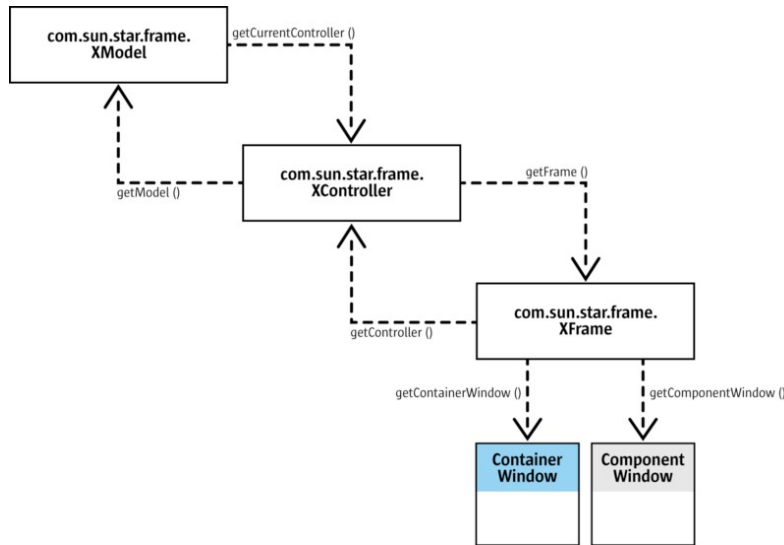 com.sun.star.frame.
XModel
getCurrentController ()
com.sun.star.frame.
XController
getModel ()
getFrame ()
com.sun.star.frame.
XFrame
getController ()
getContainerWindow ()
getComponentWindow ()
Container
Window
Component
Window